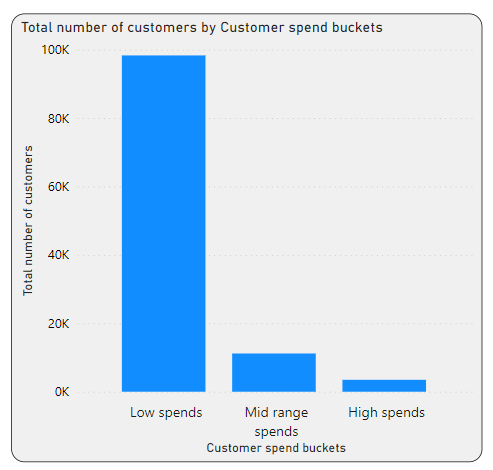 Total number of customers by Customer spend buckets
100K
80K
60K
40K
20K
0K
Total number of customers
Low spends
Mid range
spends
High spends
Customer spend buckets